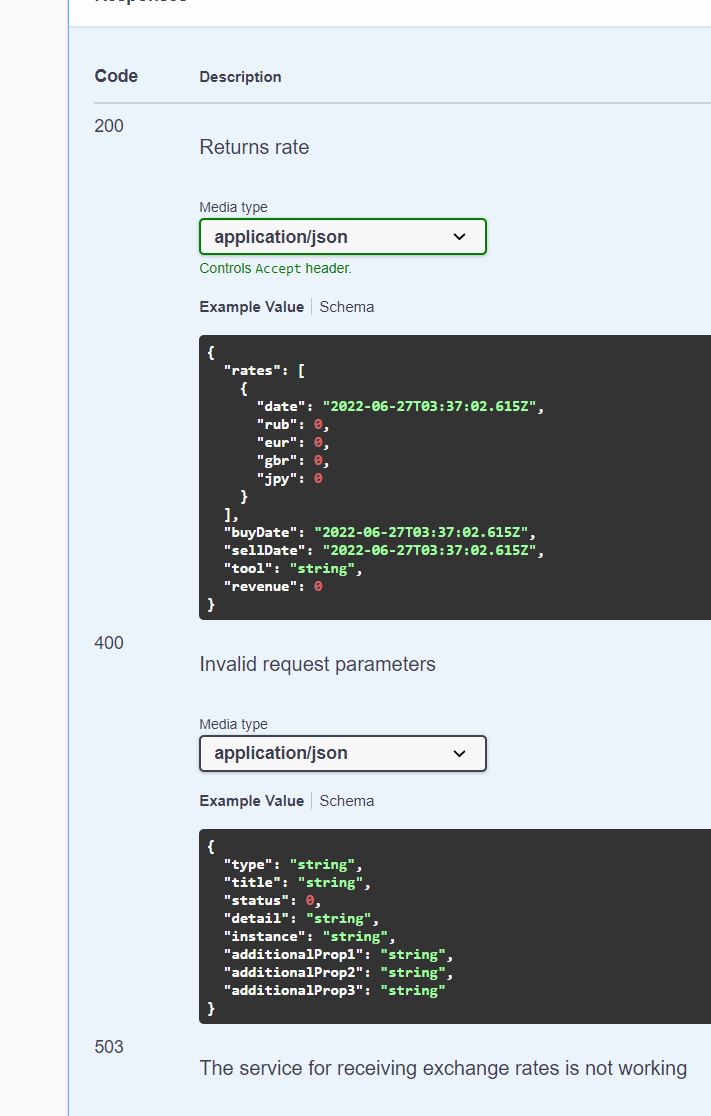 Responses
Code Description
200
Returns rate
Media type
application/json
Controls Accept header.
Example Value Schema
{
"rates": [
{
"date": "2022-06-27T03:37:02.615Z",
"rub": 0,
"eur": 0,
"gbr": 0,
"jpy": 0
}
],
"buyDate": "2022-06-27T03:37:02.615Z",
"sellDate": "2022-06-27T03:37:02.615Z",
"tool": "string",
"revenue": 0
}
400
Invalid request parameters
Media type
application/json
Example Value Schema
{
"type": "string",
"title": "string",
"status": 0,
"detail": "string",
"instance": "string",
"additionalProp1": "string",
"additionalProp2": "string",
"additionalProp3": "string"
}
503
The service for receiving exchange rates is not working